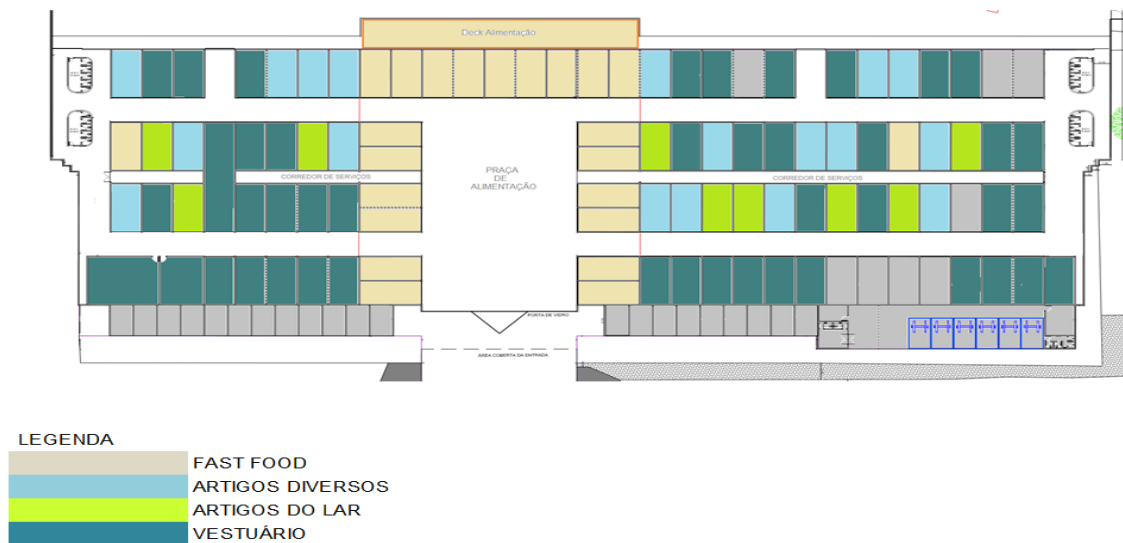 Deck Alimentação
CORREDOR DE SERVIÇOS
PRAÇA
DE
ALIMENTAÇÃO
CORREDOR DE SERVIÇOS
PORTA DE VIDRO
ÁREA COBERTA DA ENTRADA
LEGENDA
FAST FOOD
ARTIGOS DIVERSOS
ARTIGOS DO LAR
VESTUÁRIO